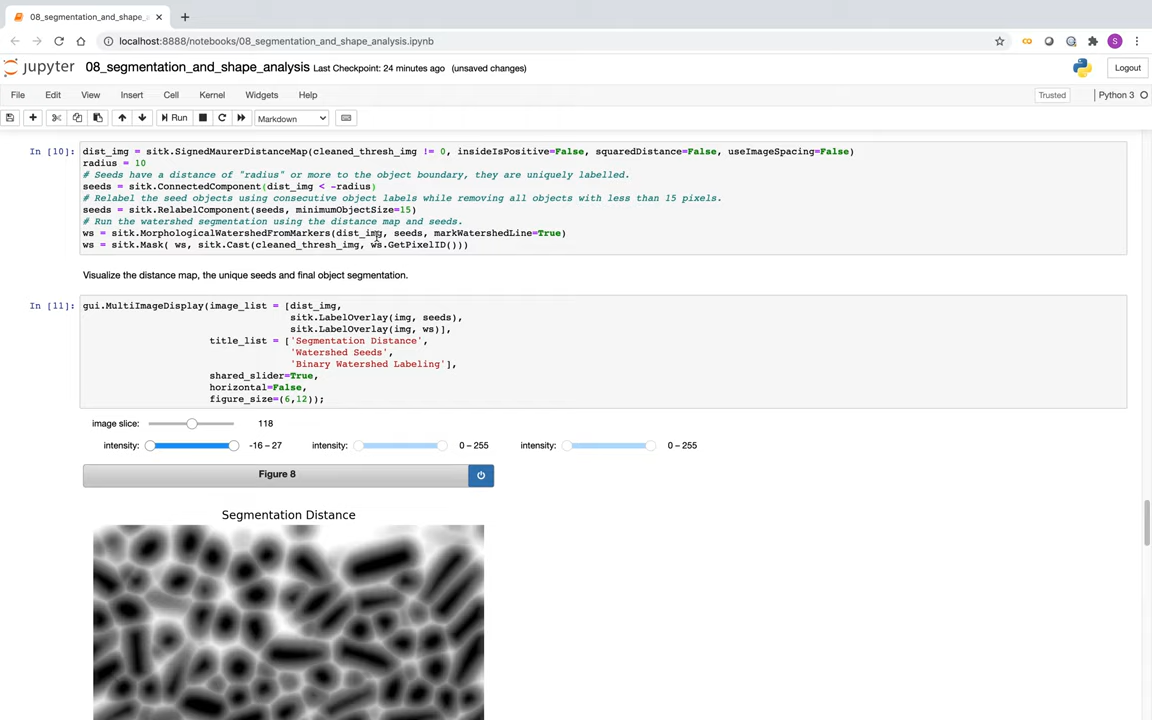 08_segmentation_and_shape_a
localhost:8888/notebooks/08_segmentation_and_shape_analysis.ipynb
S
jupyter 08_segmentation_and_shape_analysis Last Checkpoint: 24 minutes ago (unsaved changes)
Logout
File Edit View Insert Cell Kernel Widgets Help
Trusted Python 3
Run Markdown
In [10]: dist_img = sitk.SignedMaurerDistanceMap(cleaned_thresh_img != 0, insideIsPositive=False, squaredDistance=False, useImageSpacing=False)
radius = 10
# Seeds have a distance of "radius" or more to the object boundary, they are uniquely labelled.
seeds = sitk.ConnectedComponent(dist_img < -radius)
# Relabel the seed objects using consecutive object labels while removing all objects with less than 15 pixels.
seeds = sitk.RelabelComponent(seeds, minimumObjectSize=15)
# Run the watershed segmentation using the distance map and seeds.
ws = sitk.MorphologicalWatershedFromMarkers(dist_img, seeds, markWatershedLine=True)
ws = sitk.Mask( ws, sitk.Cast(cleaned_thresh_img, ws.GetPixelID()))
Visualize the distance map, the unique seeds and final object segmentation.
In [11]: gui.MultiImageDisplay(image_list = [dist_img,
sitk.LabelOverlay(img, seeds),
sitk.LabelOverlay(img, ws)],
title_list = ['Segmentation Distance',
'Watershed Seeds',
'Binary Watershed Labeling'],
shared_slider=True,
horizontal=False,
figure_size=(6,12));
image slice: 118
intensity: -16 – 27 intensity: 0 – 255 intensity: 0 – 255
Figure 8
Segmentation Distance